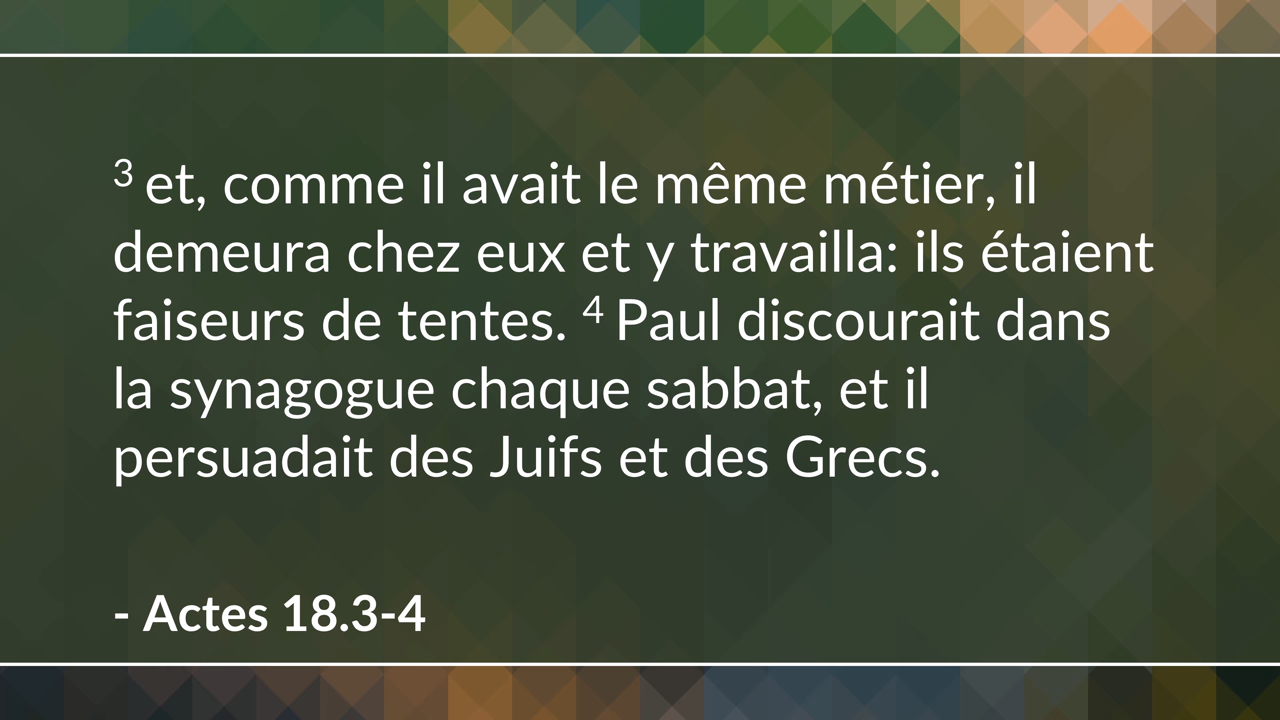 ³ et, comme il avait le même métier, il
demeura chez eux et y travailla: ils étaient
faiseurs de tentes. ⁴ Paul discourait dans
la synagogue chaque sabbat, et il
persuadait des Juifs et des Grecs.
- Actes 18.3-4